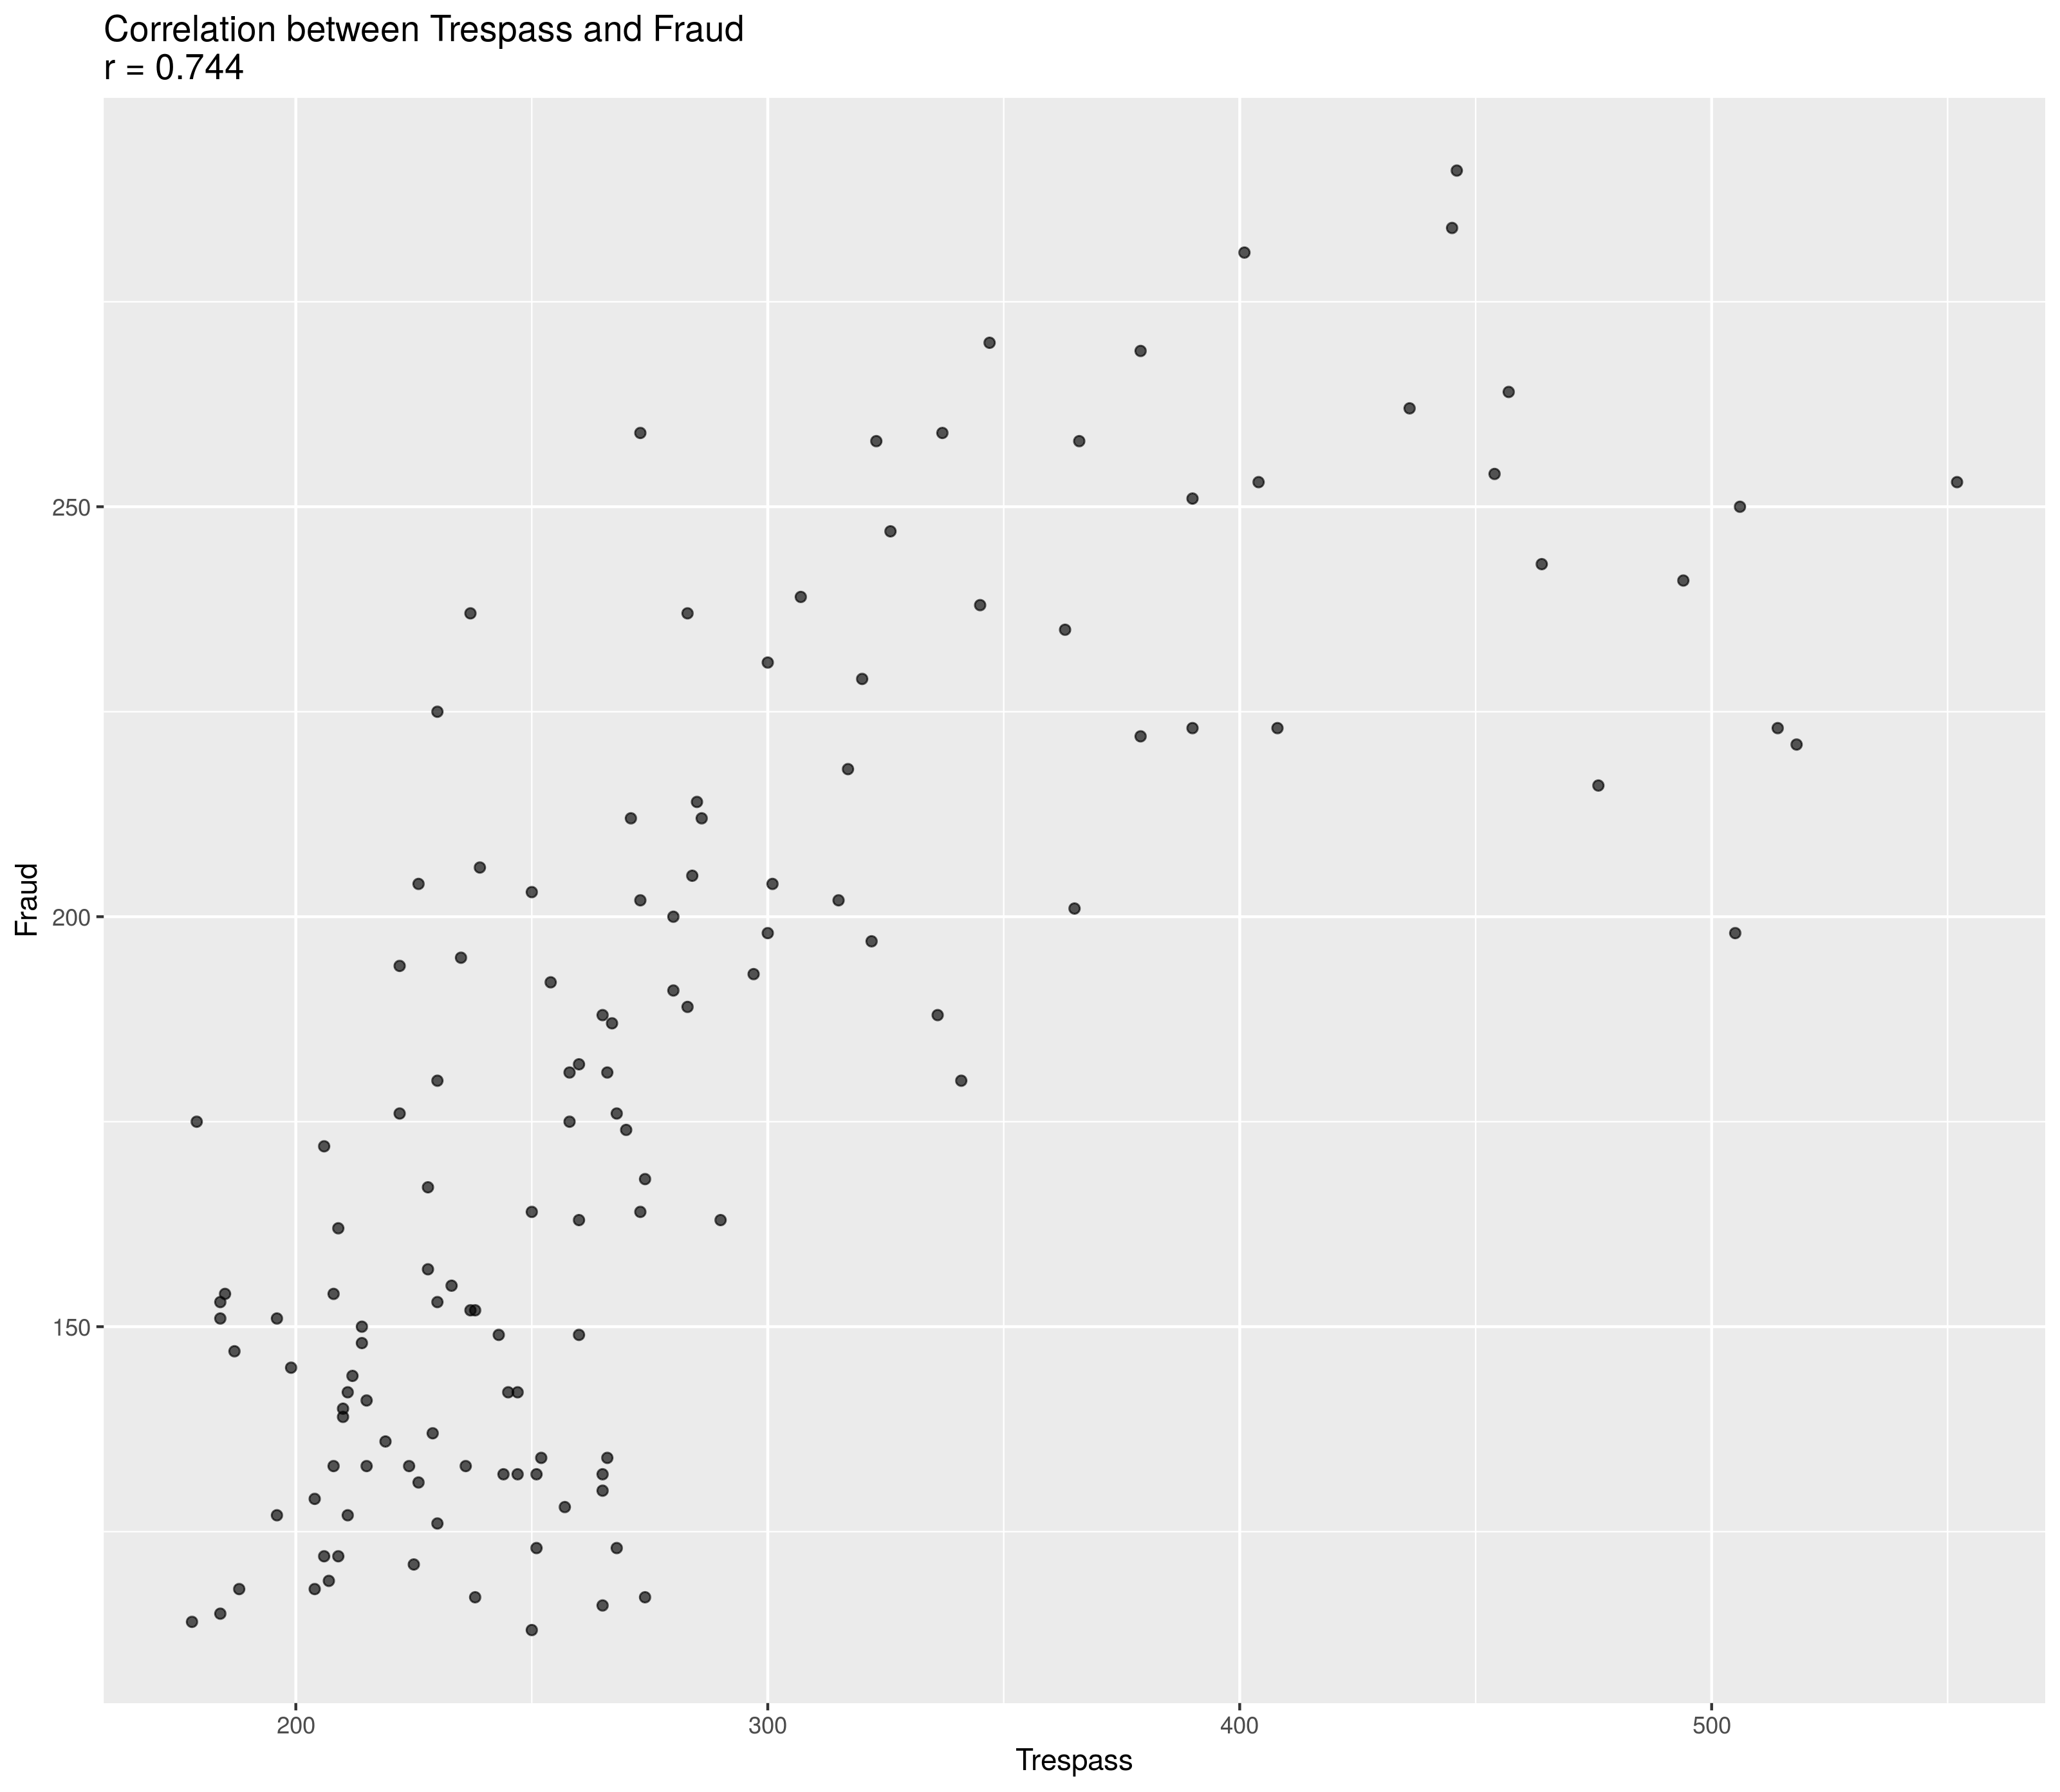 Correlation between Trespass and Fraud
r = 0.744
250
200
150
Fraud
200
300
400
500
Trespass